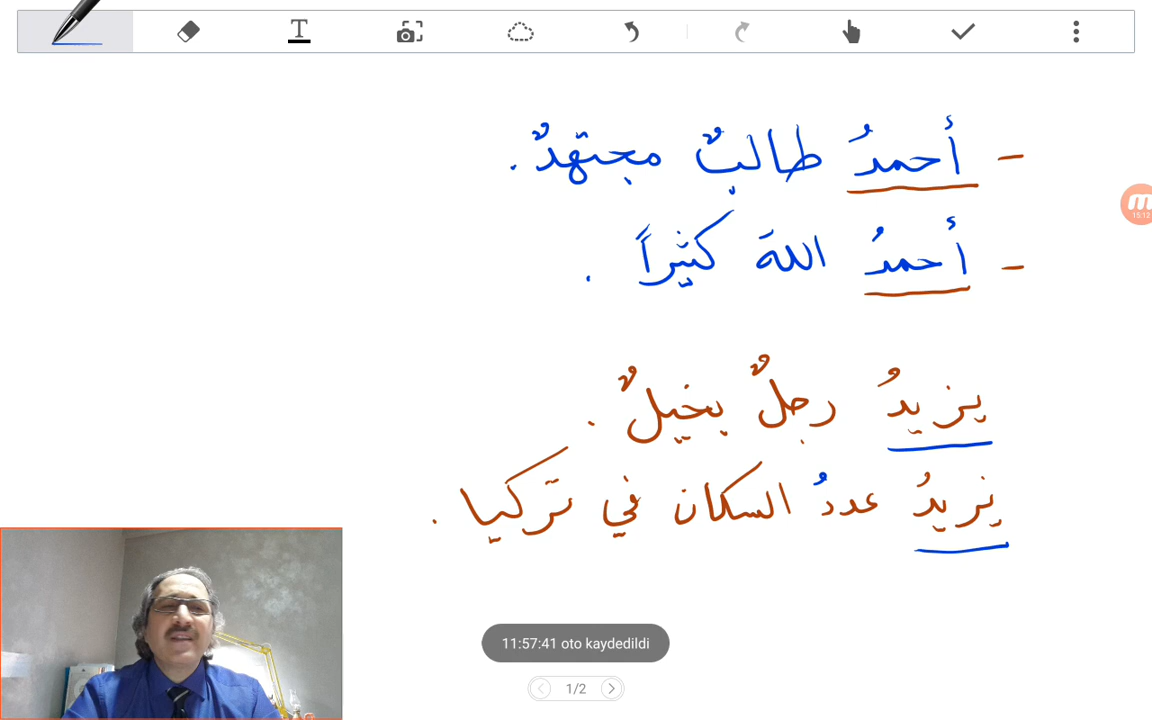 - أحمدُ طالبٌ مجتهدٌ .
- أحمدُ اللهَ كثيراً .
يزيدُ رجلٌ بخيلٌ .
يزيدُ عددُ السكان في تركيا .
11:57:41 oto kaydedildi
1/2